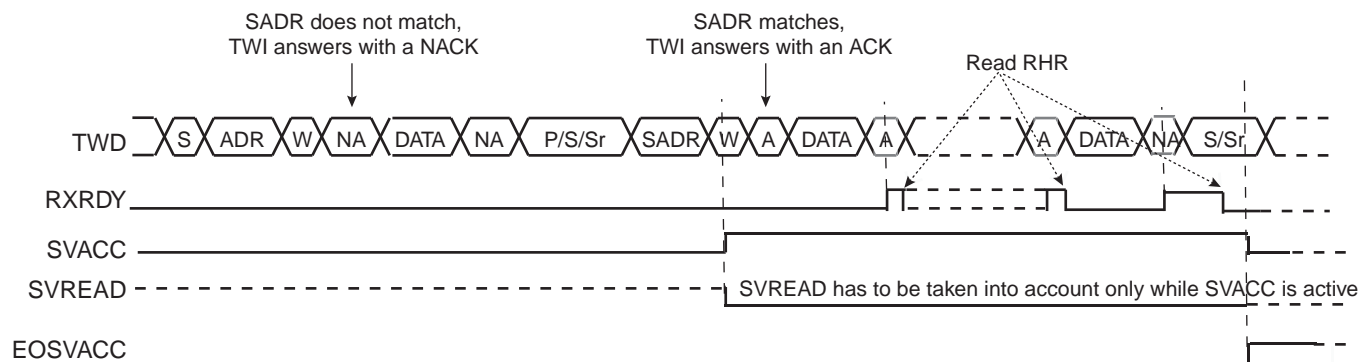 SADR does not match,
TWI answers with a NACK
SADR matches,
TWI answers with an ACK
Read RHR
TWD S ADR W NA DATA NA P/S/Sr SADR W A DATA A A DATA NA S/Sr
RXRDY
SVACC
SVREAD SVREAD has to be taken into account only while SVACC is active
EOSVACC